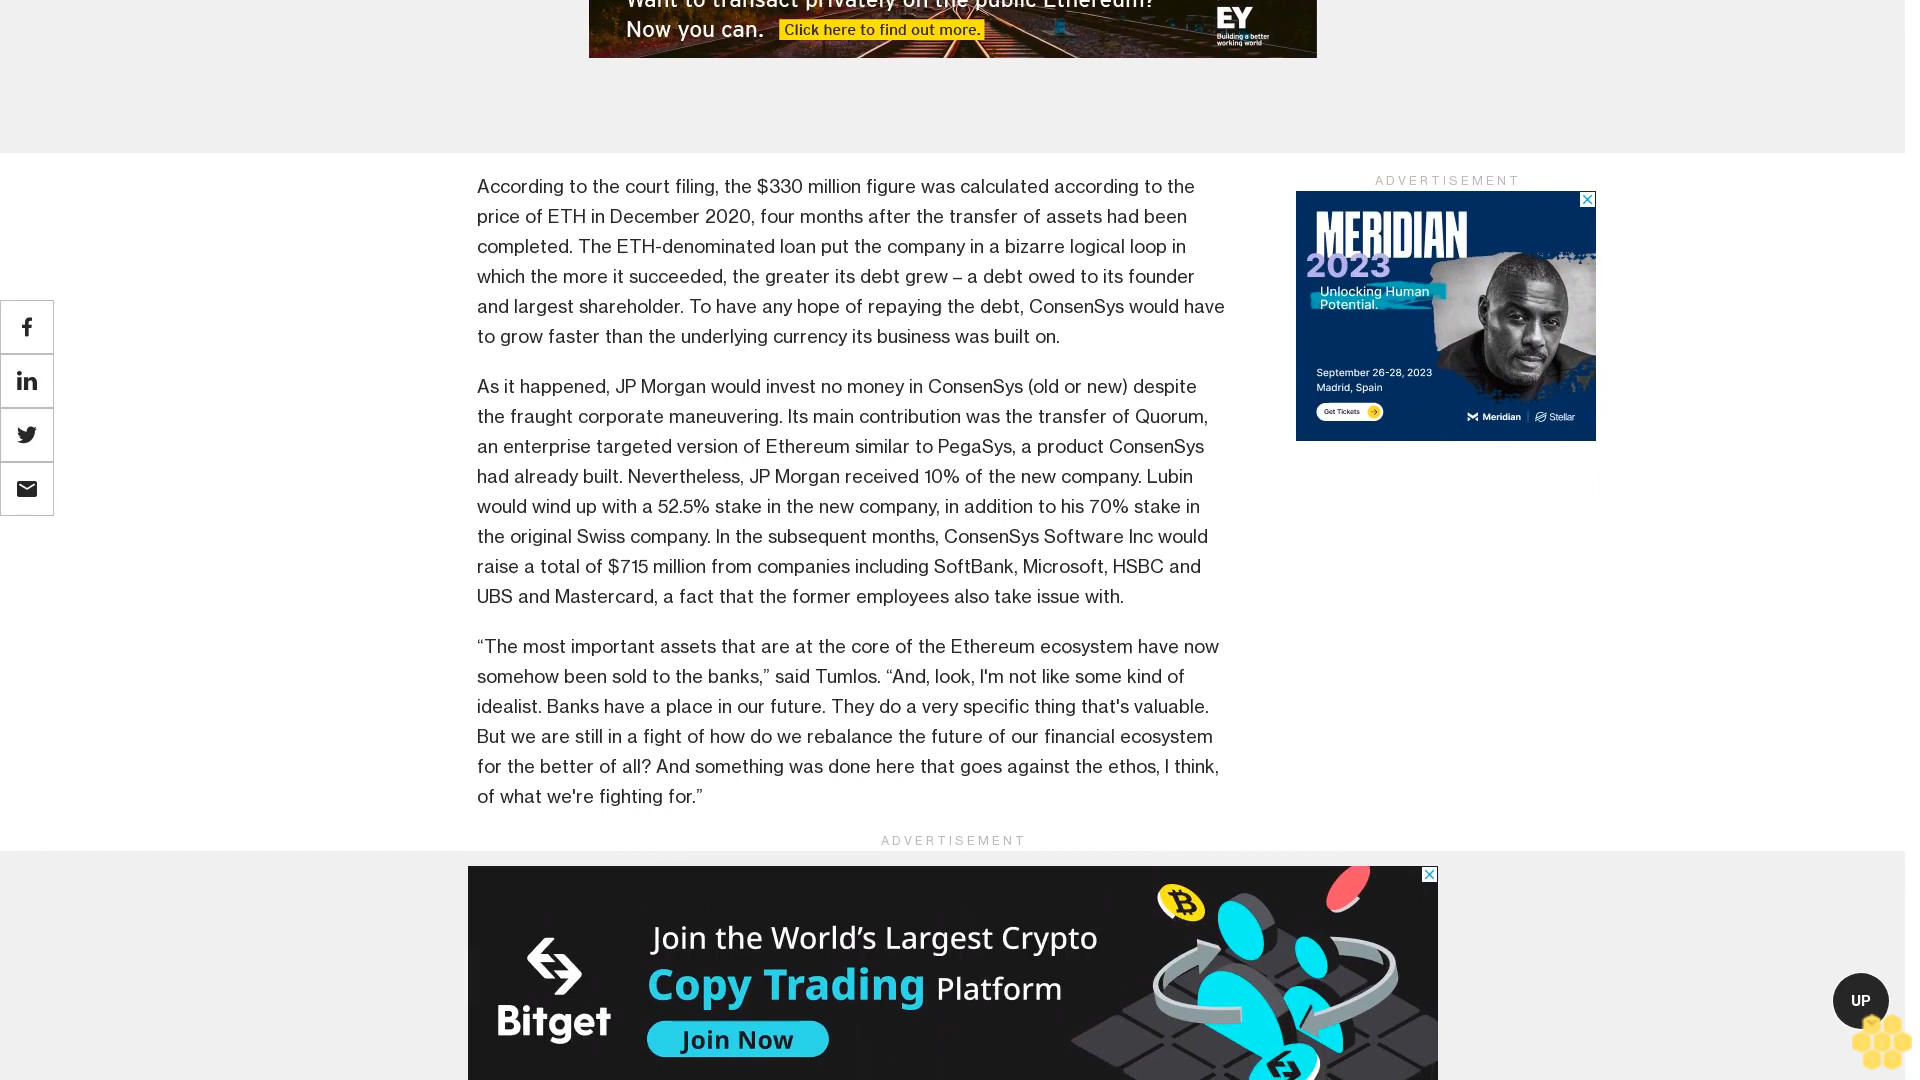 Want to transact privately on the public Ethereum?
Now you can. Click here to find out more.
EY
Building a better
working world
According to the court filing, the $330 million figure was calculated according to the
price of ETH in December 2020, four months after the transfer of assets had been
completed. The ETH-denominated loan put the company in a bizarre logical loop in
which the more it succeeded, the greater its debt grew – a debt owed to its founder
and largest shareholder. To have any hope of repaying the debt, ConsenSys would have
to grow faster than the underlying currency its business was built on.
As it happened, JP Morgan would invest no money in ConsenSys (old or new) despite
the fraught corporate maneuvering. Its main contribution was the transfer of Quorum,
an enterprise targeted version of Ethereum similar to PegaSys, a product ConsenSys
had already built. Nevertheless, JP Morgan received 10% of the new company. Lubin
would wind up with a 52.5% stake in the new company, in addition to his 70% stake in
the original Swiss company. In the subsequent months, ConsenSys Software Inc would
raise a total of $715 million from companies including SoftBank, Microsoft, HSBC and
UBS and Mastercard, a fact that the former employees also take issue with.
“The most important assets that are at the core of the Ethereum ecosystem have now
somehow been sold to the banks,” said Tumlos. “And, look, I'm not like some kind of
idealist. Banks have a place in our future. They do a very specific thing that's valuable.
But we are still in a fight of how do we rebalance the future of our financial ecosystem
for the better of all? And something was done here that goes against the ethos, I think,
of what we're fighting for.”
ADVERTISEMENT
MERIDIAN
2023
Unlocking Human
Potential.
September 26-28, 2023
Madrid, Spain
Get Tickets
Meridian | Stellar
ADVERTISEMENT
Bitget
Join the World’s Largest Crypto
Copy Trading Platform
Join Now
UP